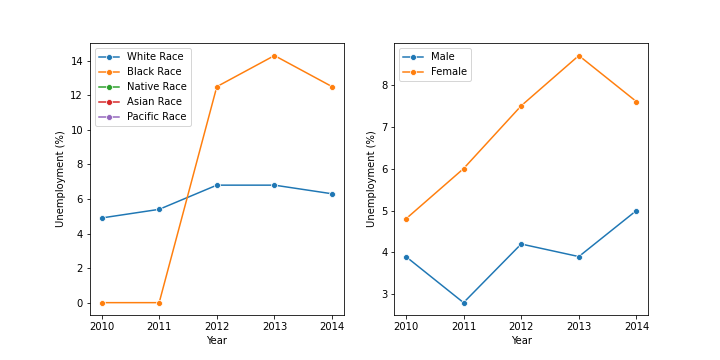 White Race
Black Race
Native Race
Asian Race
Pacific Race
14
12
10
8
6
4
2
0
Unemployment (%)
2010 2011 2012 2013 2014
Year
Male
Female
8
7
6
5
4
3
Unemployment (%)
2010 2011 2012 2013 2014
Year